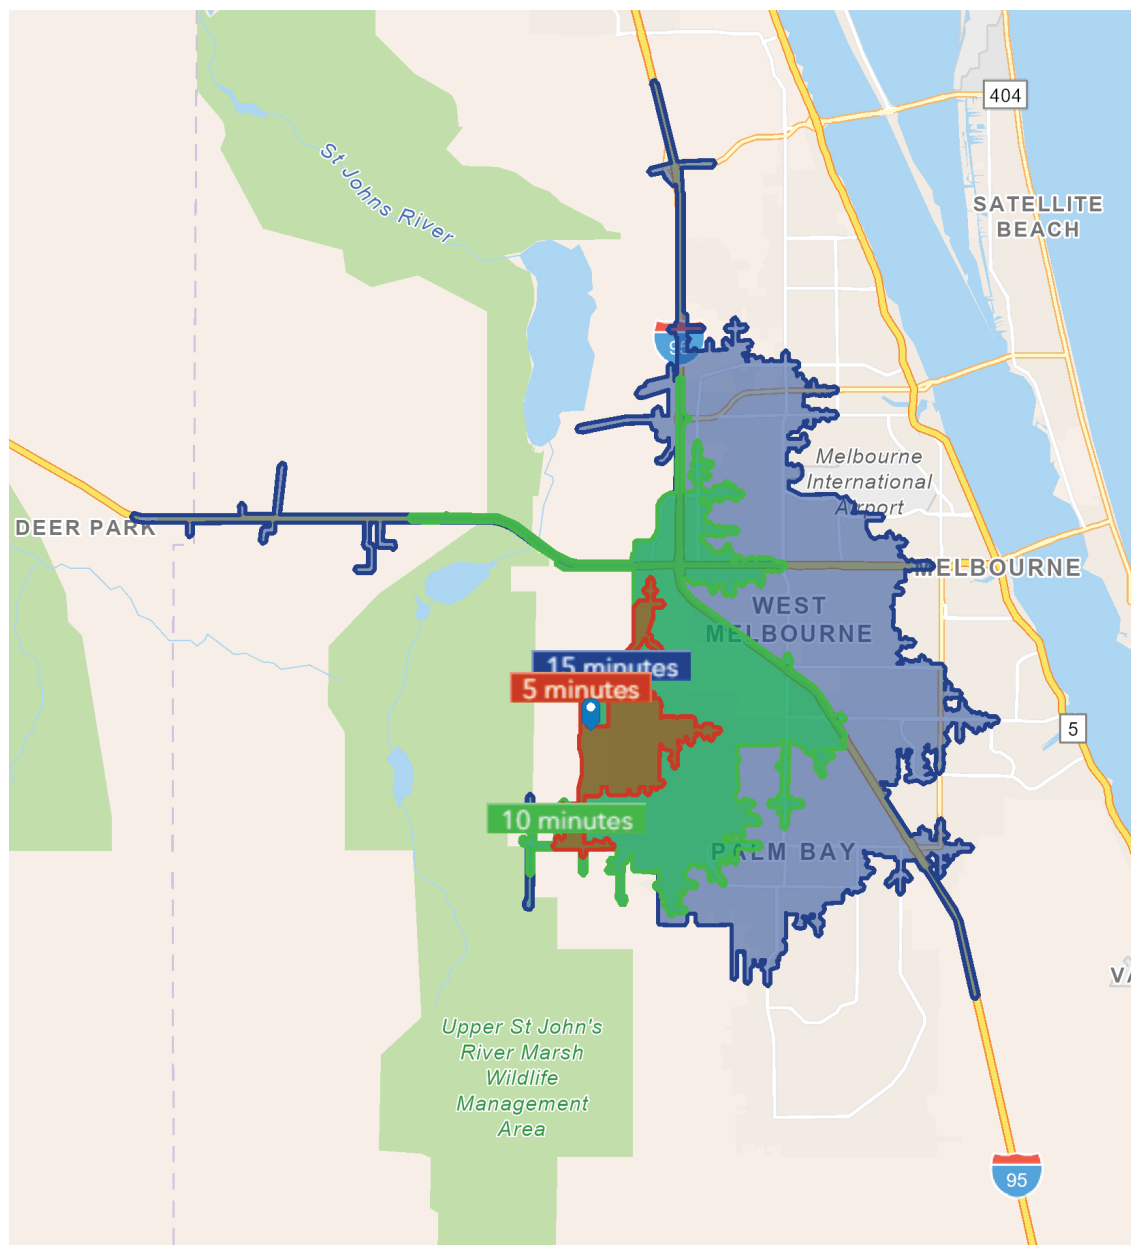 404
St Johns River
SATELLITE
BEACH
95
Melbourne
International
Airport
DEER PARK
MELBOURNE
WEST
MELBOURNE
15 minutes
5 minutes
5
10 minutes
PALM BAY
Upper St John's
River Marsh
Wildlife
Management
Area
95